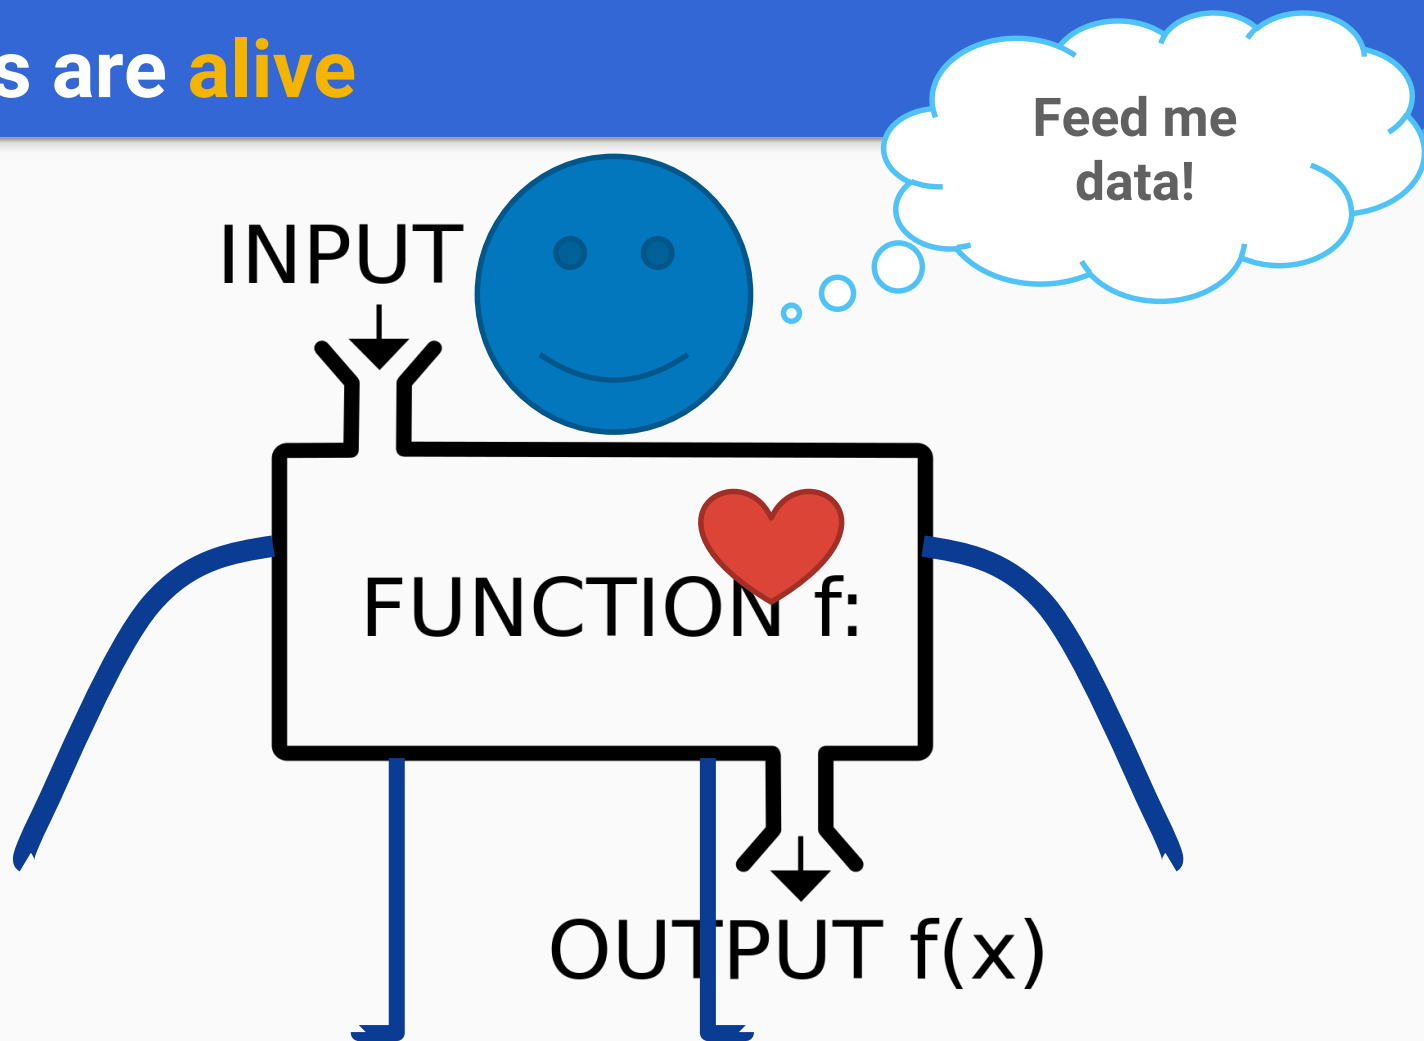 s are alive
Feed me
data!
INPUT
FUNCTION f:
OUTPUT f(x)